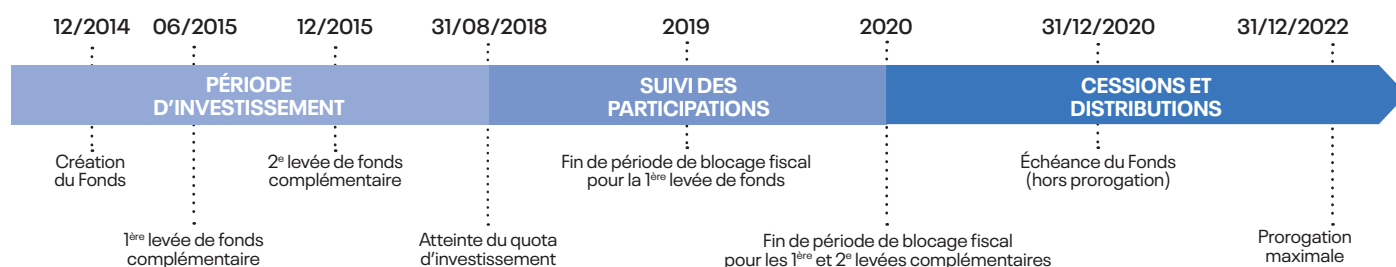 12/2014 06/2015 12/2015 31/08/2018 2019 2020 31/12/2020 31/12/2022
PÉRIODE
D'INVESTISSEMENT
SUIVI DES
PARTICIPATIONS
CESSIONS ET
DISTRIBUTIONS
Création
du Fonds
2e levée de fonds
complémentaire
Fin de période de blocage fiscal
pour la 1ère levée de fonds
Échéance du Fonds
(hors prorogation)
1ère levée de fonds
complémentaire
Atteinte du quota
d'investissement
Fin de période de blocage fiscal
pour les 1ère et 2e levées complémentaires
Prorogation
maximale